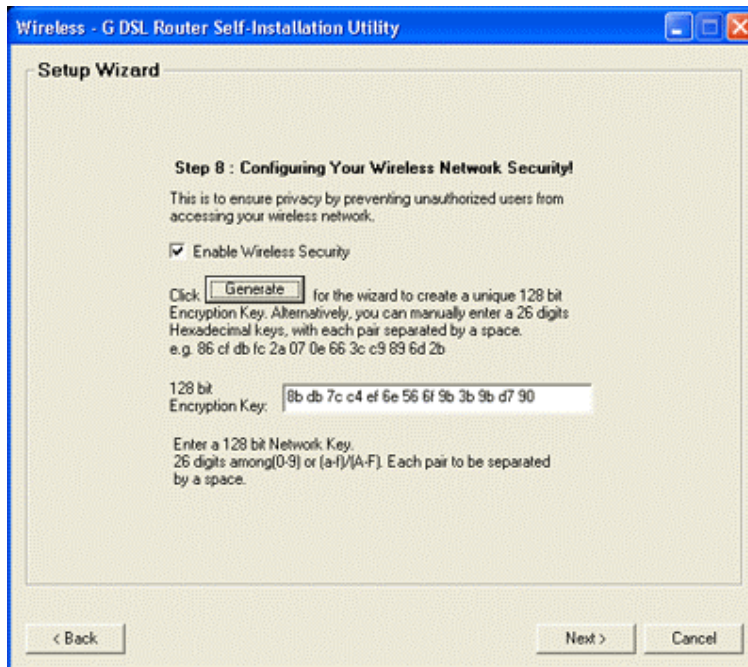 Wireless - G DSL Router Self-Installation Utility
Setup Wizard
Step 8 : Configuring Your Wireless Network Security!
This is to ensure privacy by preventing unauthorized users from
accessing your wireless network.
Enable Wireless Security
Click Generate for the wizard to create a unique 128 bit
Encryption Key. Alternatively, you can manually enter a 26 digits
Hexadecimal keys, with each pair separated by a space.
e.g. 86 cf db fc 2a 07 0e 66 3c c9 89 6d 2b
128 bit
Encryption Key: 8b db 7c c4 ef 6e 56 6f 9b 3b 9b d7 90
Enter a 128 bit Network Key.
26 digits among(0-9) or (a-f)/(A-F). Each pair to be separated
by a space.
< Back Next > Cancel